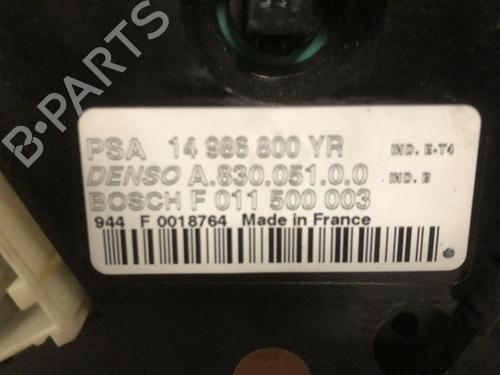 B-PARTS
PSA 14 986 800 YR IND. E-T4
DENSO A.830.051.0.0 IND. B
BOSCH F 011 500 003
944 F 0018764 Made in France